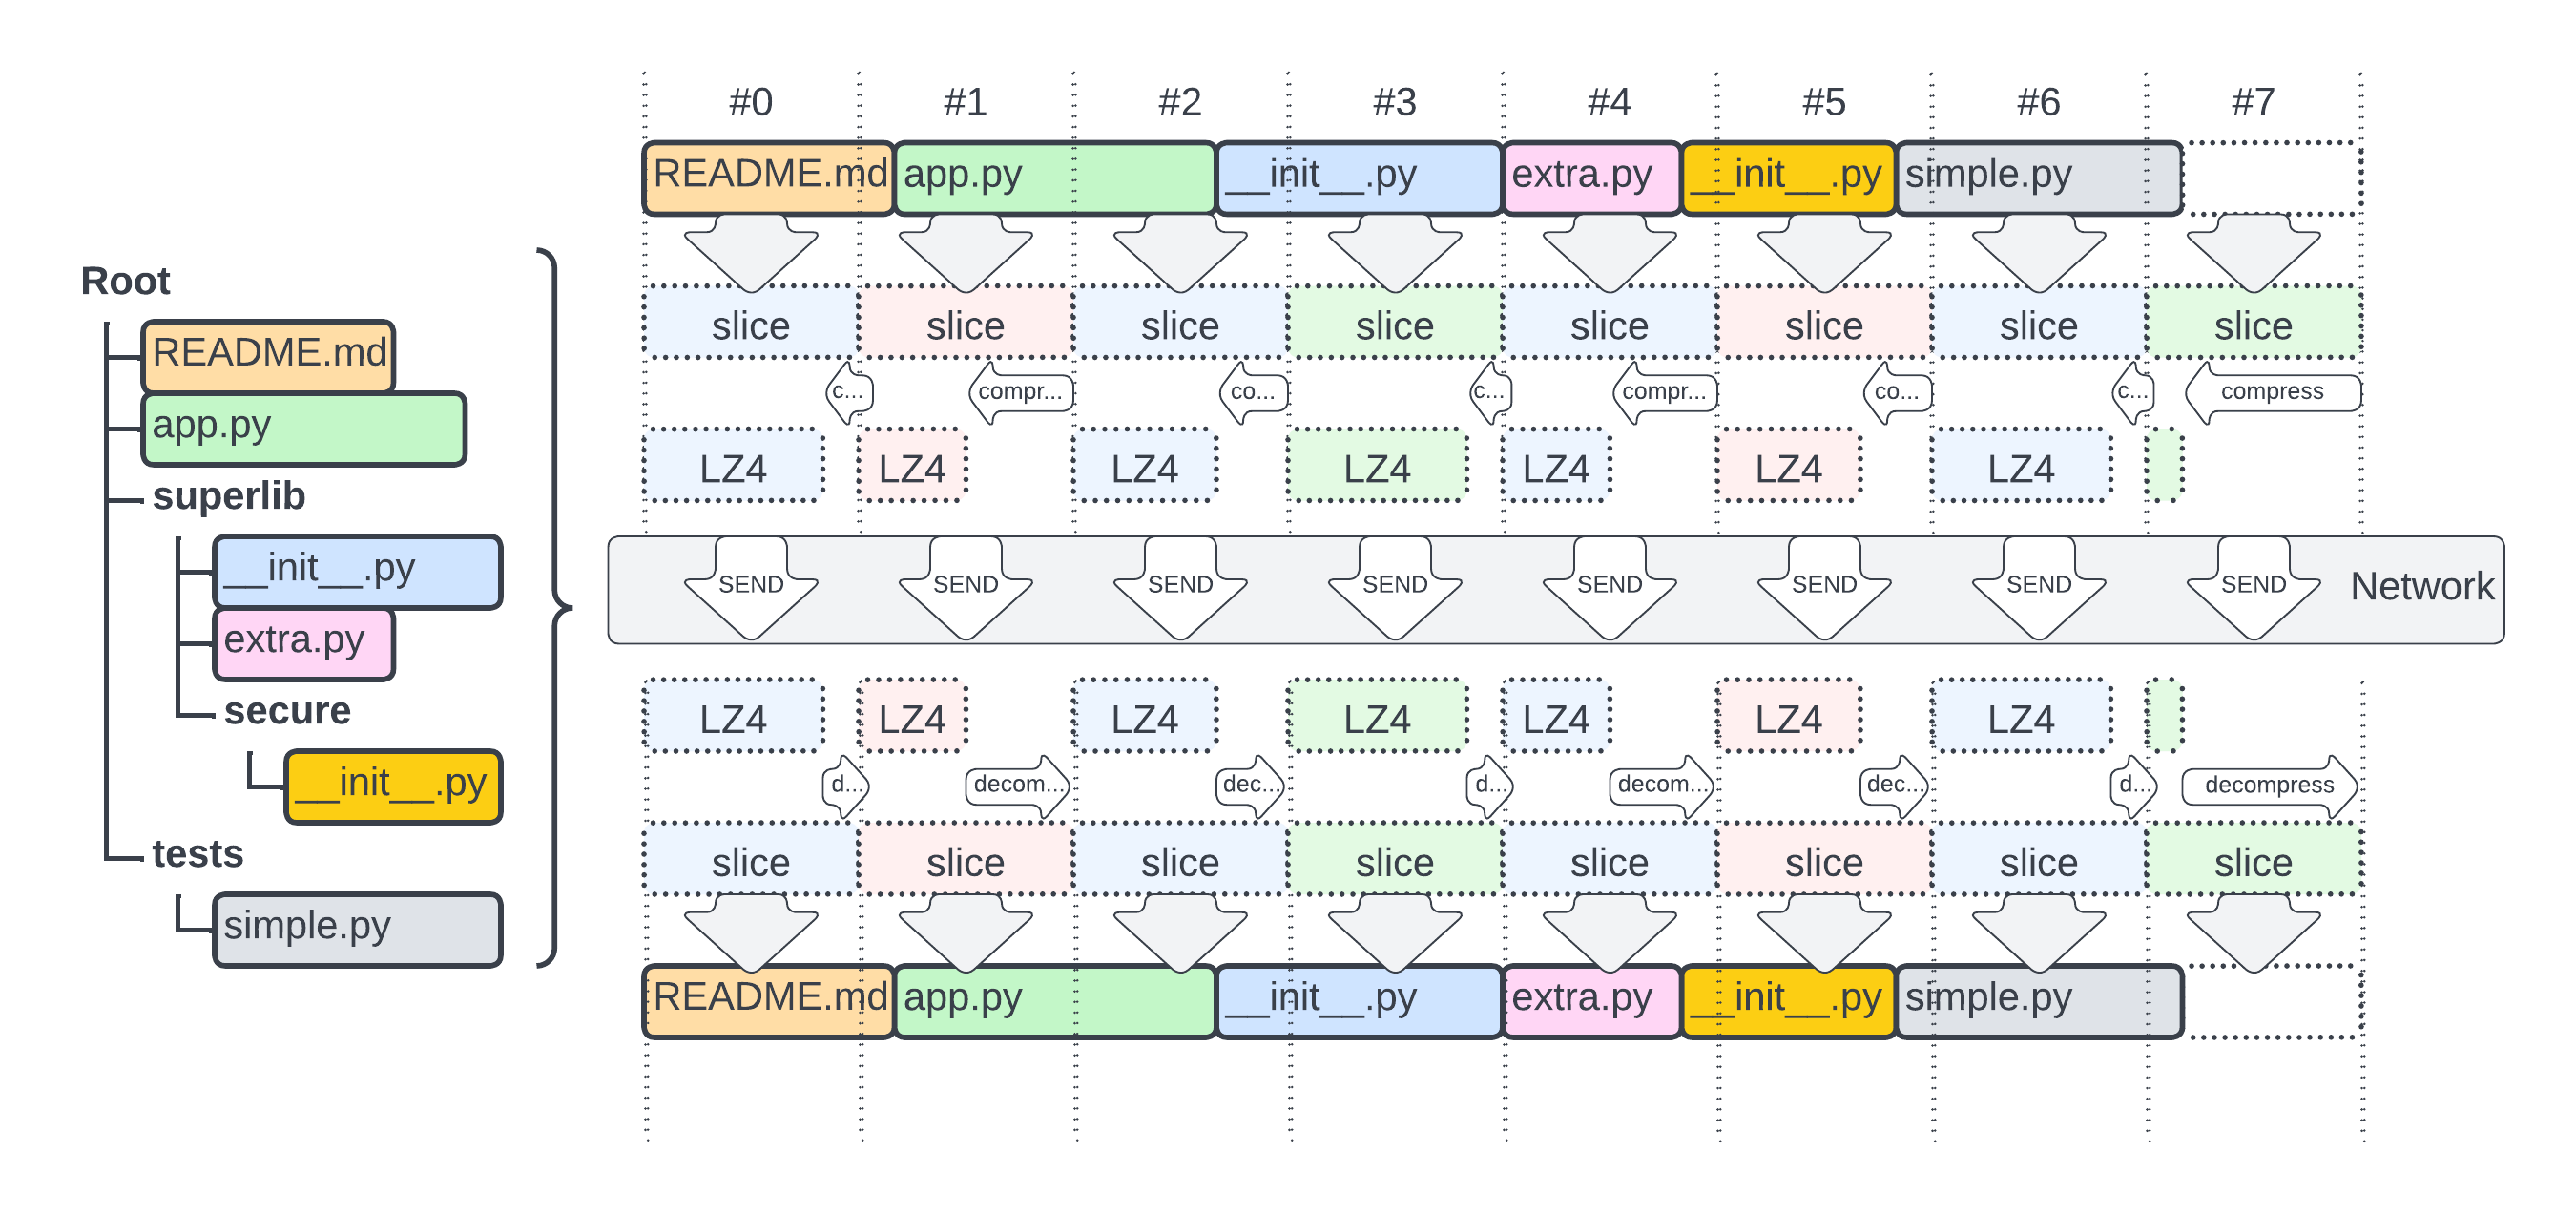 #0 #1 #2 #3 #4 #5 #6 #7
README.md app.py __init__.py extra.py __init__.py simple.py
Root
README.md
app.py
superlib
__init__.py
extra.py
secure
__init__.py
tests
simple.py
slice slice slice slice slice slice slice slice
c... compr... co... c... compr... co... c... compress
LZ4 LZ4 LZ4 LZ4 LZ4 LZ4 LZ4
SEND SEND SEND SEND SEND SEND SEND SEND Network
LZ4 LZ4 LZ4 LZ4 LZ4 LZ4 LZ4
d... decom... dec... d... decom... dec... d... decompress
slice slice slice slice slice slice slice slice
README.md app.py __init__.py extra.py __init__.py simple.py